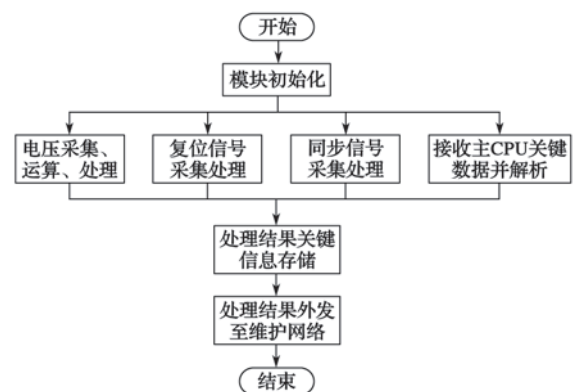 开始
模块初始化
电压采集、
运算、处理
复位信号
采集处理
同步信号
采集处理
接收主CPU关键
数据并解析
处理结果关键
信息存储
处理结果外发
至维护网络
结束